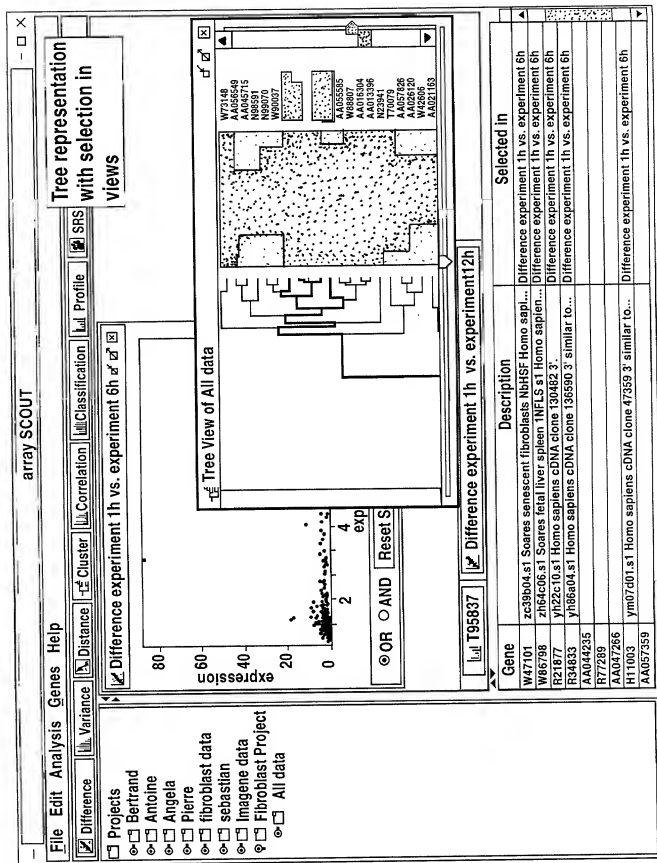 array SCOUT
File Edit Analysis Genes Help
Difference Variance Distance Cluster Correlation Classification Profile SRS
Tree representation
with selection in
views
Projects
Bertrand
Antoine
Angela
Pierre
fibroblast data
sebastian
Imagene data
Fibroblast Project
All data
Difference experiment 1h vs. experiment 6h
expression
80
60
40
20
0
2
4
exp
OR AND Reset S
Tree View of All data
W73148
AA056549
AA045715
N98591
N99070
W90037
AA055585
W88807
AA016304
AA013396
N23941
T70079
AA057826
AA026120
W42606
AA021163
T95837 Difference experiment 1h vs. experiment12h
Gene Description Selected in
W47101 zc39b04.s1 Soares senescent fibroblasts NbHSF Homo sapi... Difference experiment 1h vs. experiment 6h
W86798 zh64c06.s1 Soares fetal liver spleen 1NFLS s1 Homo sapien... Difference experiment 1h vs. experiment 6h
R21877 yh22c10.s1 Homo sapiens cDNA clone 130482 3'. Difference experiment 1h vs. experiment 6h
R34833 yh86a04.s1 Homo sapiens cDNA clone 136590 3' similar to... Difference experiment 1h vs. experiment 6h
AA044235
R77289
AA047266
H11003 ym07d01.s1 Homo sapiens cDNA clone 47359 3' similar to... Difference experiment 1h vs. experiment 6h
AA057359